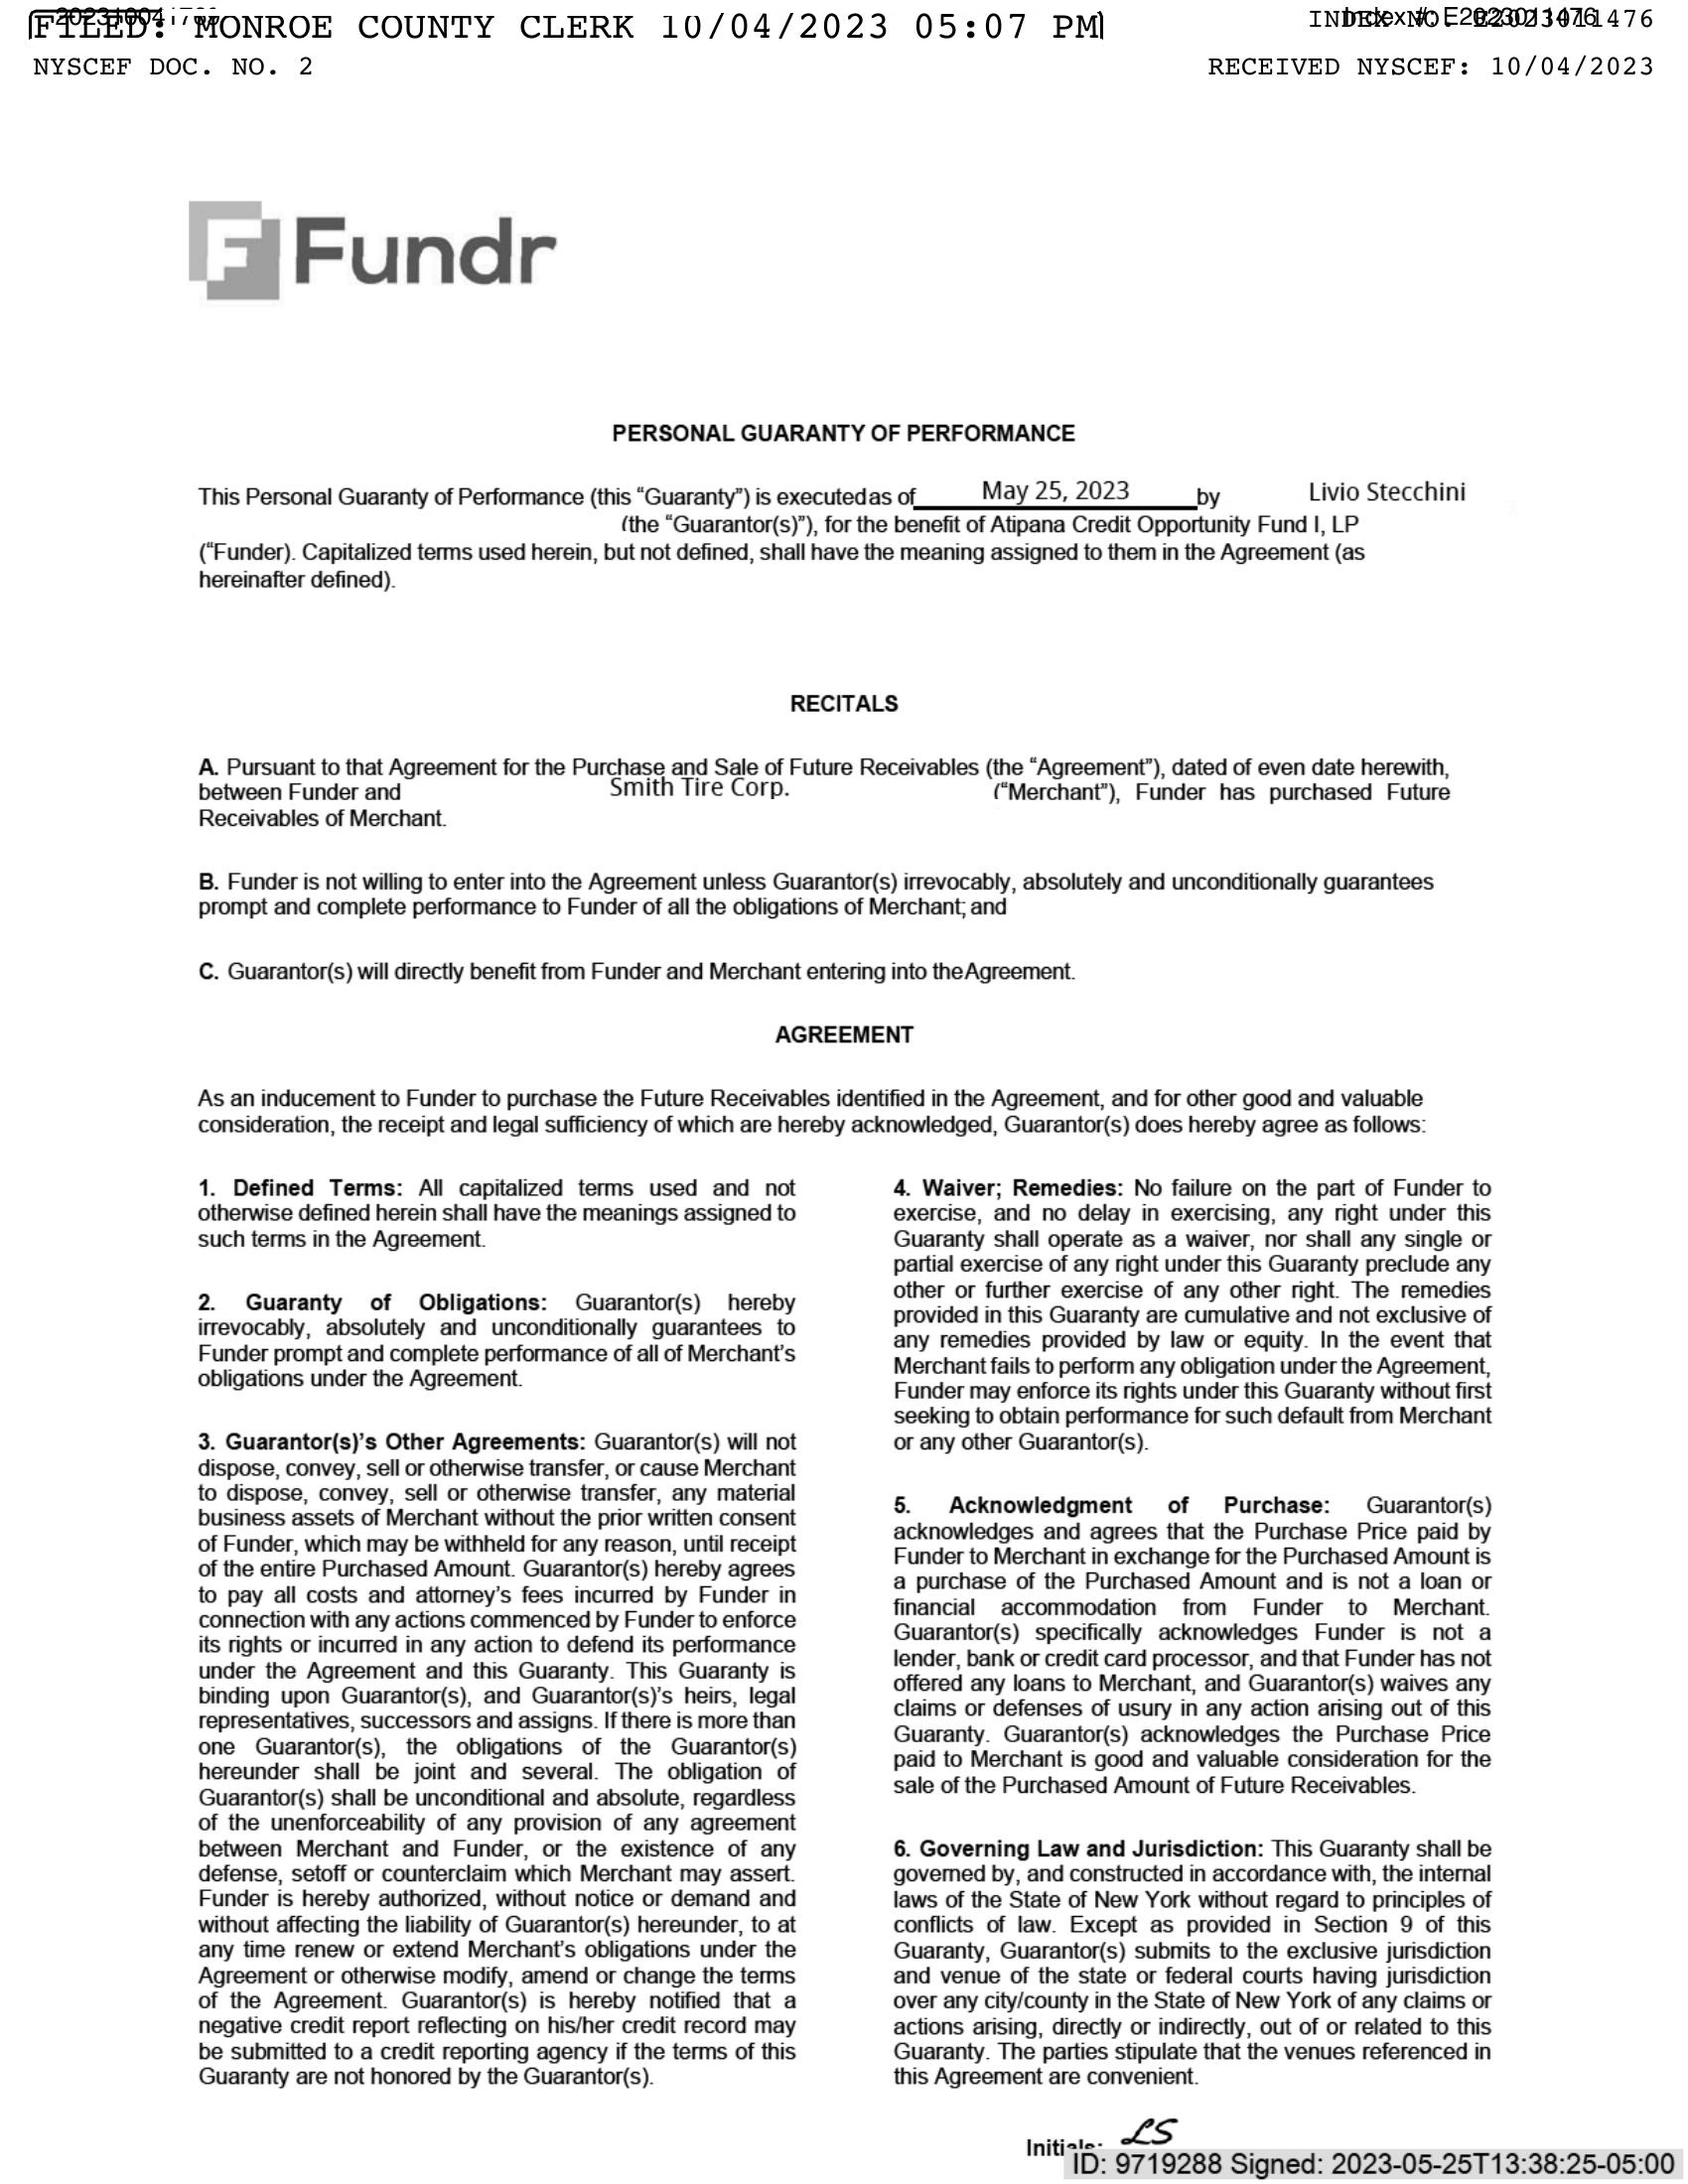 FILED: MONROE COUNTY CLERK 10/04/2023 05:07 PM
INDEX NO. E2023011476
Index #: E2023011476
NYSCEF DOC. NO. 2
RECEIVED NYSCEF: 10/04/2023
Fundr
PERSONAL GUARANTY OF PERFORMANCE
This Personal Guaranty of Performance (this “Guaranty”) is executed as of May 25, 2023 by Livio Stecchini
(the “Guarantor(s)”), for the benefit of Atipana Credit Opportunity Fund I, LP
(“Funder). Capitalized terms used herein, but not defined, shall have the meaning assigned to them in the Agreement (as
hereinafter defined).
RECITALS
A. Pursuant to that Agreement for the Purchase and Sale of Future Receivables (the “Agreement”), dated of even date herewith,
between Funder and Smith Tire Corp. (“Merchant”), Funder has purchased Future
Receivables of Merchant.
B. Funder is not willing to enter into the Agreement unless Guarantor(s) irrevocably, absolutely and unconditionally guarantees
prompt and complete performance to Funder of all the obligations of Merchant; and
C. Guarantor(s) will directly benefit from Funder and Merchant entering into the Agreement.
AGREEMENT
As an inducement to Funder to purchase the Future Receivables identified in the Agreement, and for other good and valuable
consideration, the receipt and legal sufficiency of which are hereby acknowledged, Guarantor(s) does hereby agree as follows:
1. Defined Terms: All capitalized terms used and not
otherwise defined herein shall have the meanings assigned to
such terms in the Agreement.
2. Guaranty of Obligations: Guarantor(s) hereby
irrevocably, absolutely and unconditionally guarantees to
Funder prompt and complete performance of all of Merchant’s
obligations under the Agreement.
3. Guarantor(s)’s Other Agreements: Guarantor(s) will not
dispose, convey, sell or otherwise transfer, or cause Merchant
to dispose, convey, sell or otherwise transfer, any material
business assets of Merchant without the prior written consent
of Funder, which may be withheld for any reason, until receipt
of the entire Purchased Amount. Guarantor(s) hereby agrees
to pay all costs and attorney’s fees incurred by Funder in
connection with any actions commenced by Funder to enforce
its rights or incurred in any action to defend its performance
under the Agreement and this Guaranty. This Guaranty is
binding upon Guarantor(s), and Guarantor(s)’s heirs, legal
representatives, successors and assigns. If there is more than
one Guarantor(s), the obligations of the Guarantor(s)
hereunder shall be joint and several. The obligation of
Guarantor(s) shall be unconditional and absolute, regardless
of the unenforceability of any provision of any agreement
between Merchant and Funder, or the existence of any
defense, setoff or counterclaim which Merchant may assert.
Funder is hereby authorized, without notice or demand and
without affecting the liability of Guarantor(s) hereunder, to at
any time renew or extend Merchant’s obligations under the
Agreement or otherwise modify, amend or change the terms
of the Agreement. Guarantor(s) is hereby notified that a
negative credit report reflecting on his/her credit record may
be submitted to a credit reporting agency if the terms of this
Guaranty are not honored by the Guarantor(s).
4. Waiver; Remedies: No failure on the part of Funder to
exercise, and no delay in exercising, any right under this
Guaranty shall operate as a waiver, nor shall any single or
partial exercise of any right under this Guaranty preclude any
other or further exercise of any other right. The remedies
provided in this Guaranty are cumulative and not exclusive of
any remedies provided by law or equity. In the event that
Merchant fails to perform any obligation under the Agreement,
Funder may enforce its rights under this Guaranty without first
seeking to obtain performance for such default from Merchant
or any other Guarantor(s).
5. Acknowledgment of Purchase: Guarantor(s)
acknowledges and agrees that the Purchase Price paid by
Funder to Merchant in exchange for the Purchased Amount is
a purchase of the Purchased Amount and is not a loan or
financial accommodation from Funder to Merchant.
Guarantor(s) specifically acknowledges Funder is not a
lender, bank or credit card processor, and that Funder has not
offered any loans to Merchant, and Guarantor(s) waives any
claims or defenses of usury in any action arising out of this
Guaranty. Guarantor(s) acknowledges the Purchase Price
paid to Merchant is good and valuable consideration for the
sale of the Purchased Amount of Future Receivables.
6. Governing Law and Jurisdiction: This Guaranty shall be
governed by, and constructed in accordance with, the internal
laws of the State of New York without regard to principles of
conflicts of law. Except as provided in Section 9 of this
Guaranty, Guarantor(s) submits to the exclusive jurisdiction
and venue of the state or federal courts having jurisdiction
over any city/county in the State of New York of any claims or
actions arising, directly or indirectly, out of or related to this
Guaranty. The parties stipulate that the venues referenced in
this Agreement are convenient.
Initials: LS
ID: 9719288 Signed: 2023-05-25T13:38:25-05:00